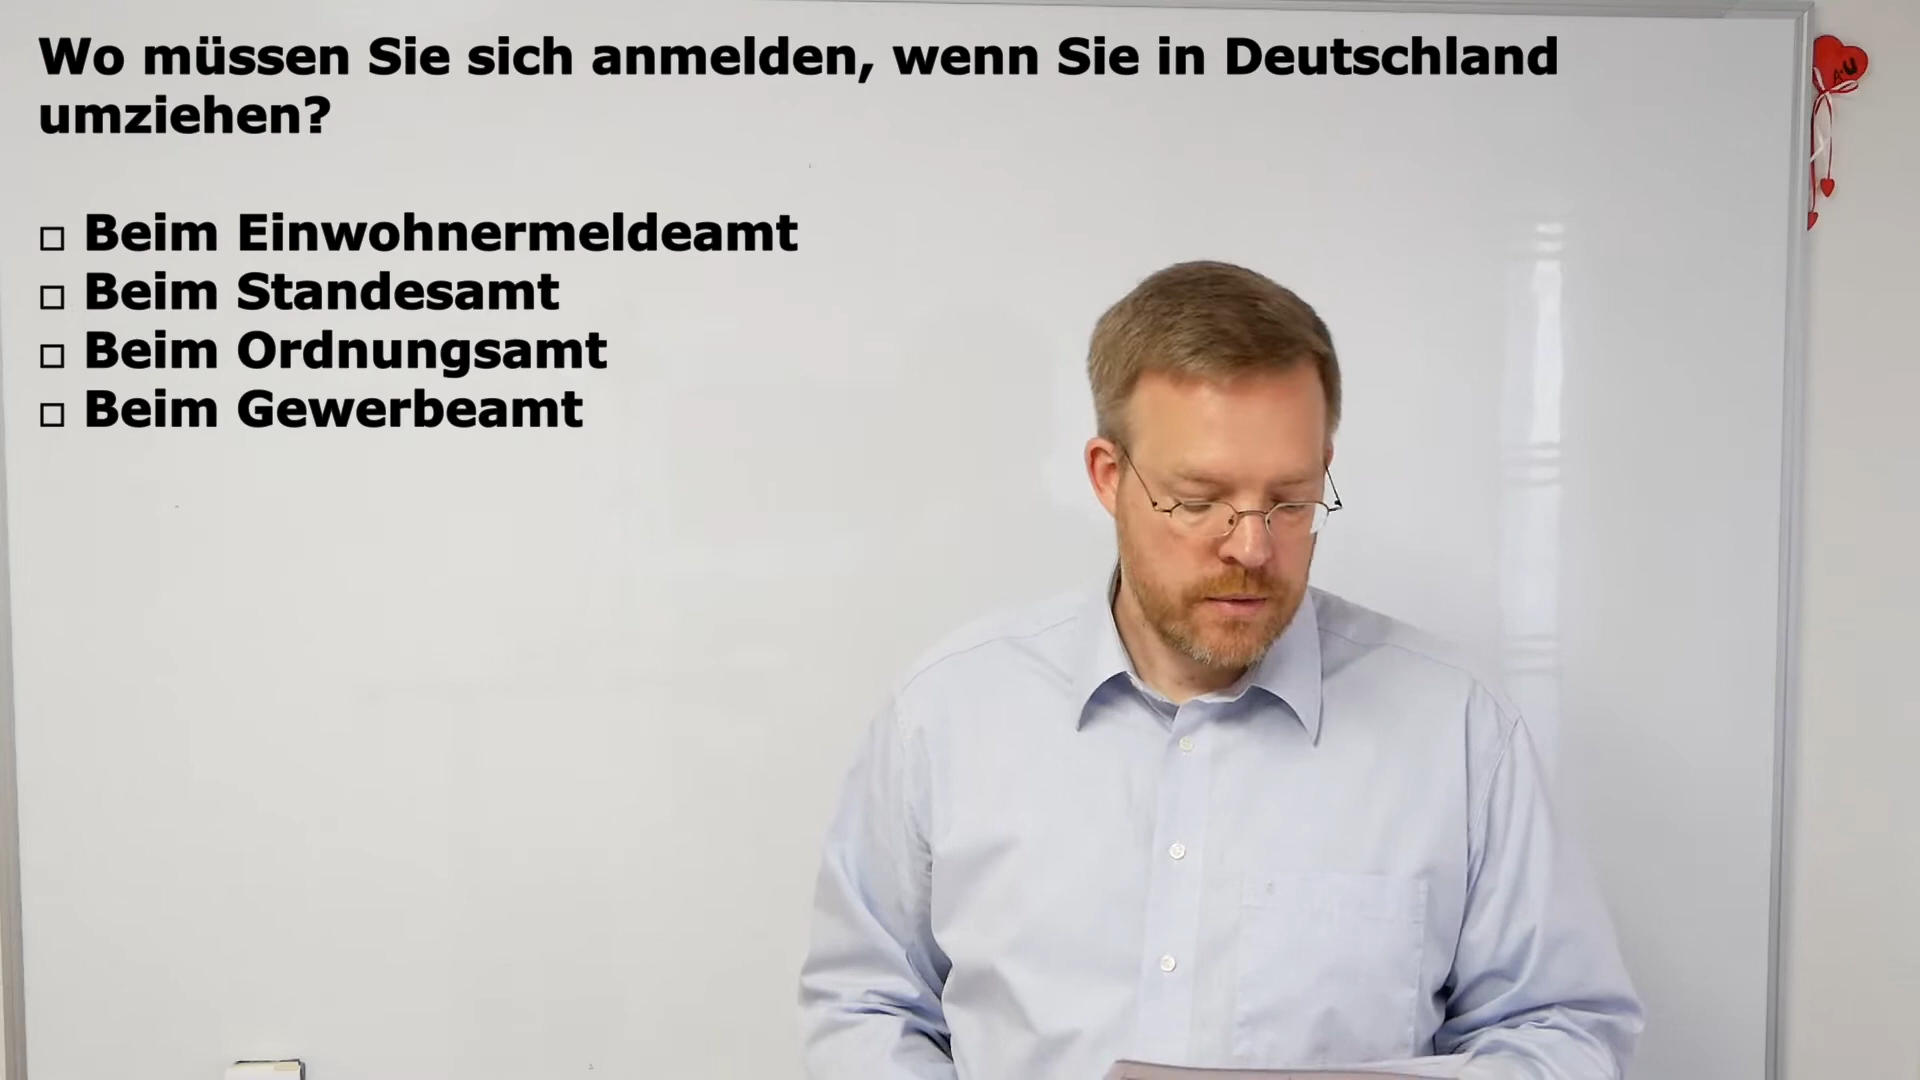 Wo müssen Sie sich anmelden, wenn Sie in Deutschland
umziehen?
□ Beim Einwohnermeldeamt
□ Beim Standesamt
□ Beim Ordnungsamt
□ Beim Gewerbeamt